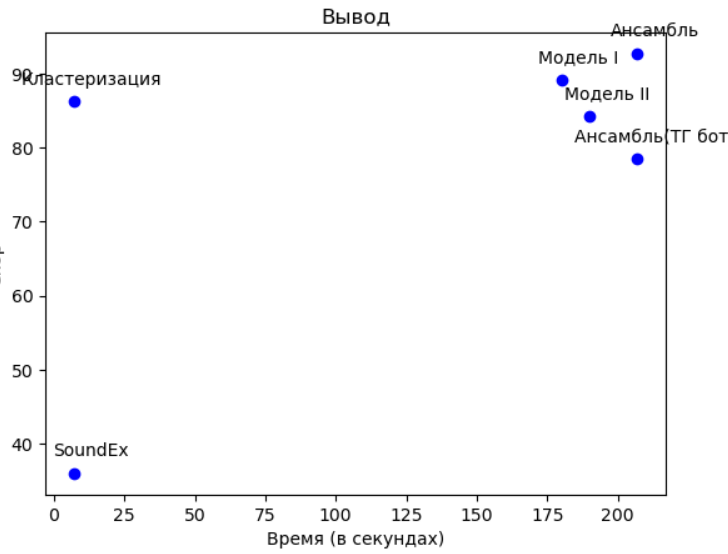 Вывод
Ансамбль
Модель I
90
Кластеризация
Модель II
Ансамбль(ТГ бот
80
70
60
50
40
SoundEx
0 25 50 75 100 125 150 175 200
Время (в секундах)